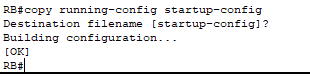 RB#copy running-config startup-config
Destination filename [startup-config]?
Building configuration...
[OK]
RB#